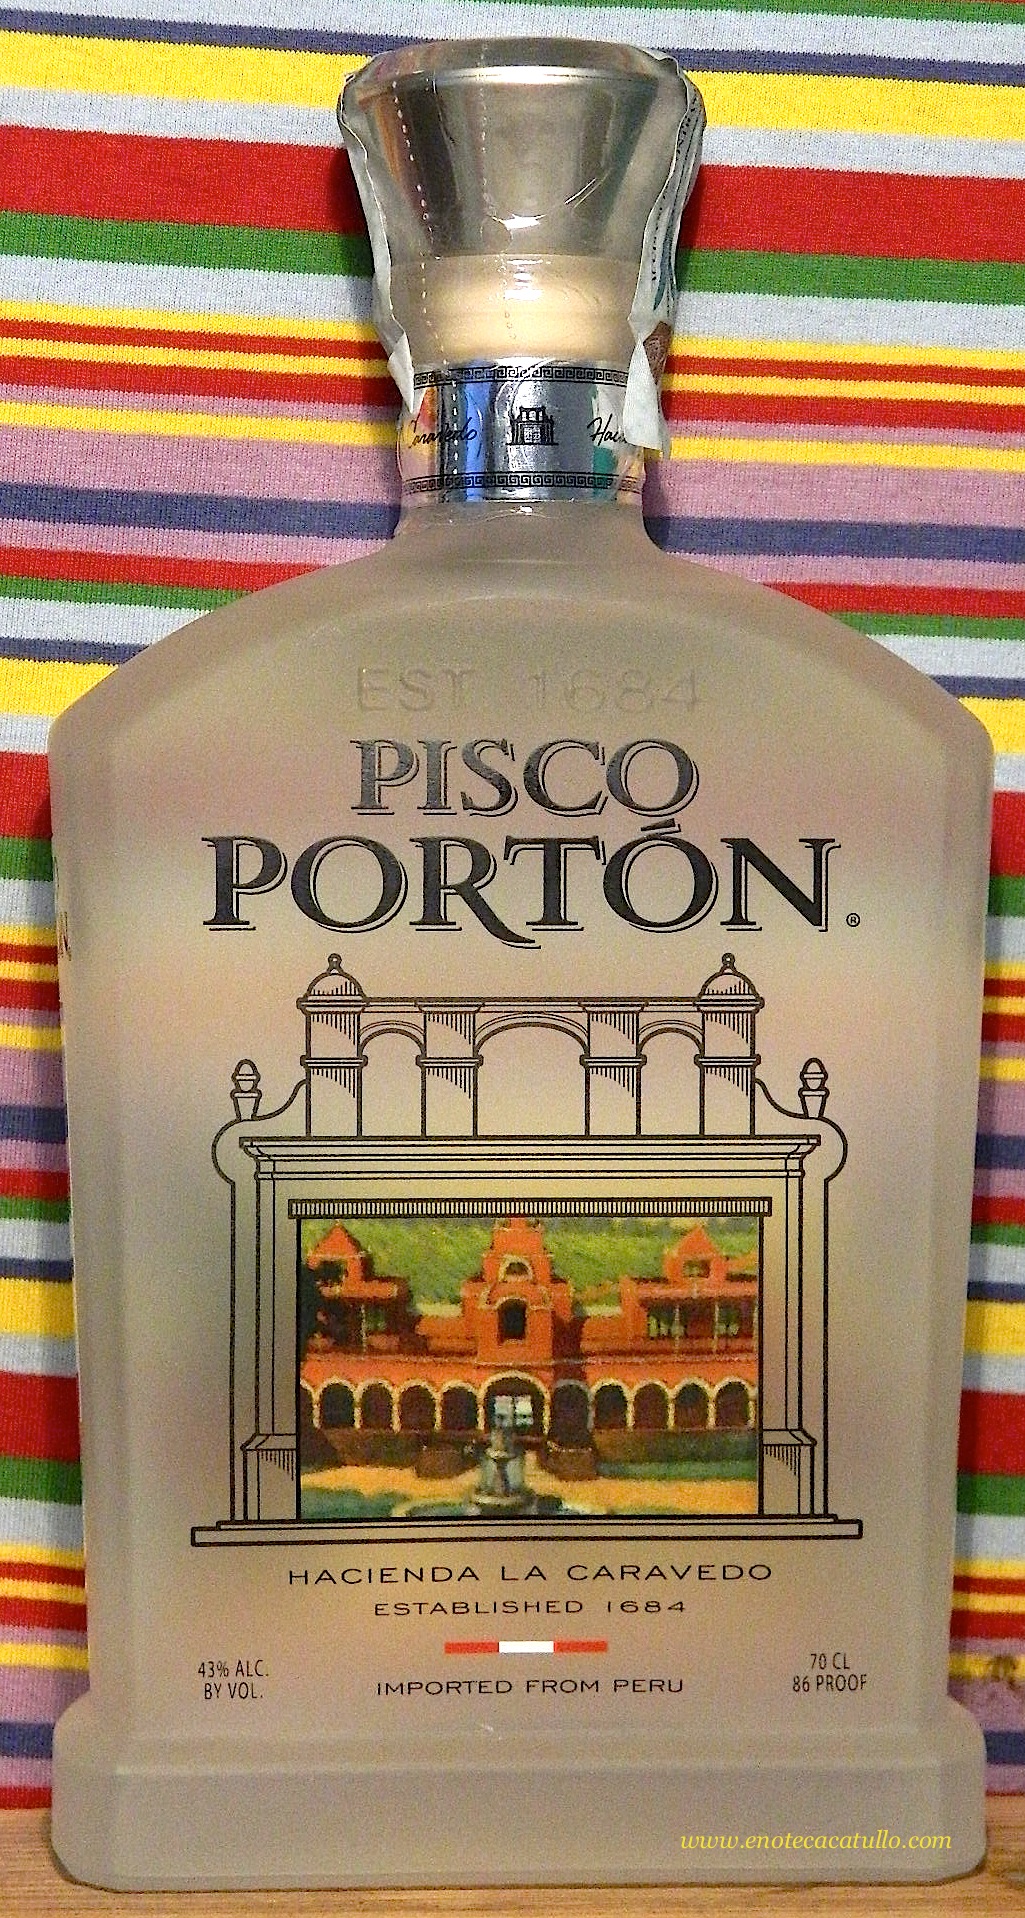 Caravedo
EST 1684
PISCO
PORTÓN®
HACIENDA LA CARAVEDO
ESTABLISHED 1684
43% ALC.
BY VOL.
IMPORTED FROM PERU
70 CL
86 PROOF
www.enotecacatullo.com